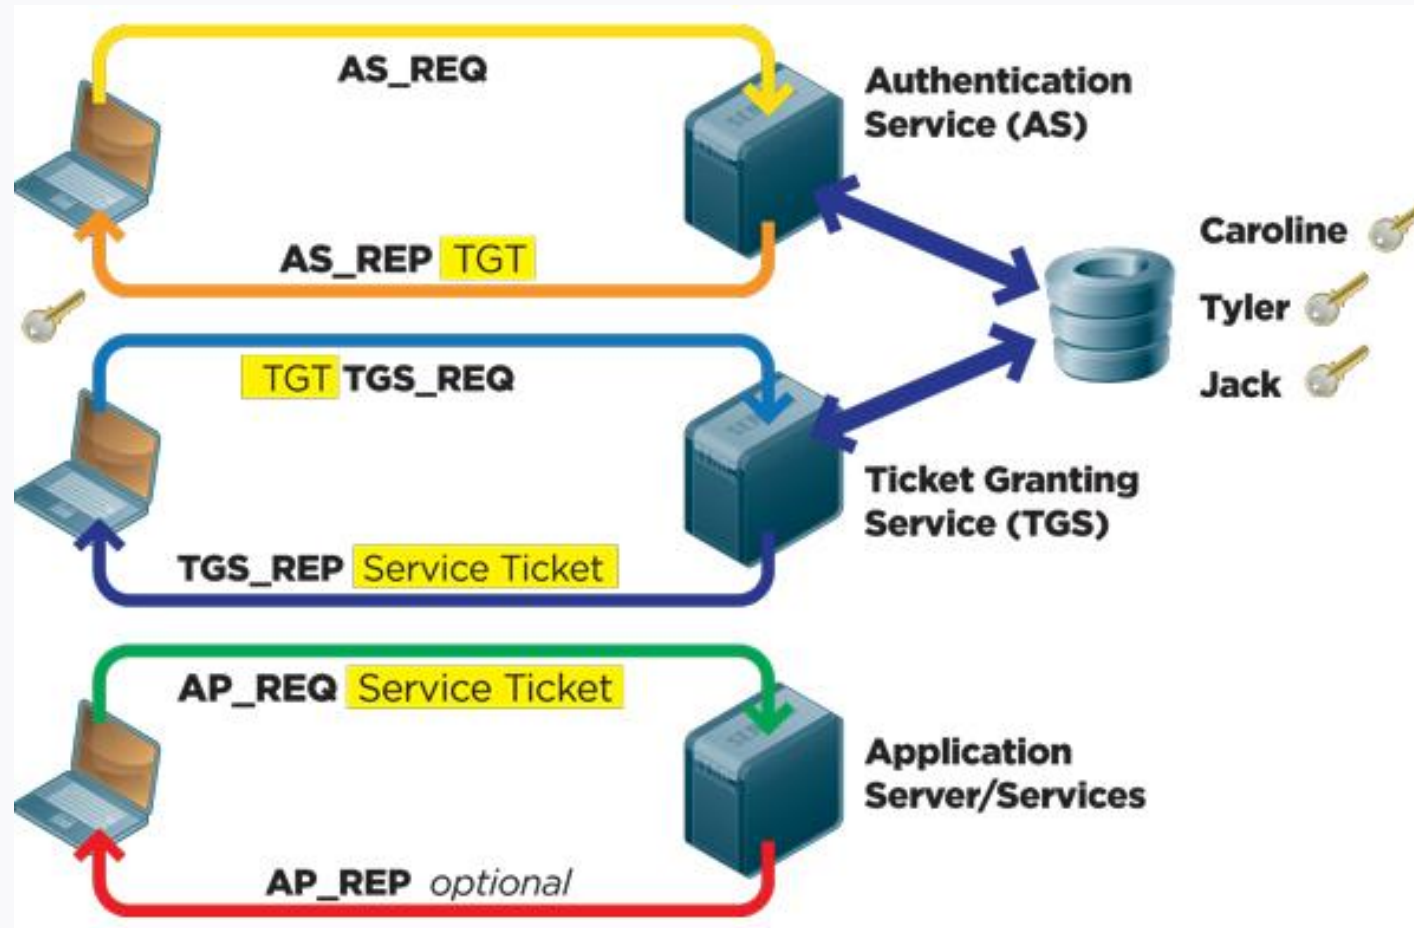 AS_REQ
Authentication
Service (AS)
AS_REP TGT
Caroline
Tyler
Jack
TGT TGS_REQ
Ticket Granting
Service (TGS)
TGS_REP Service Ticket
AP_REQ Service Ticket
Application
Server/Services
AP_REP optional